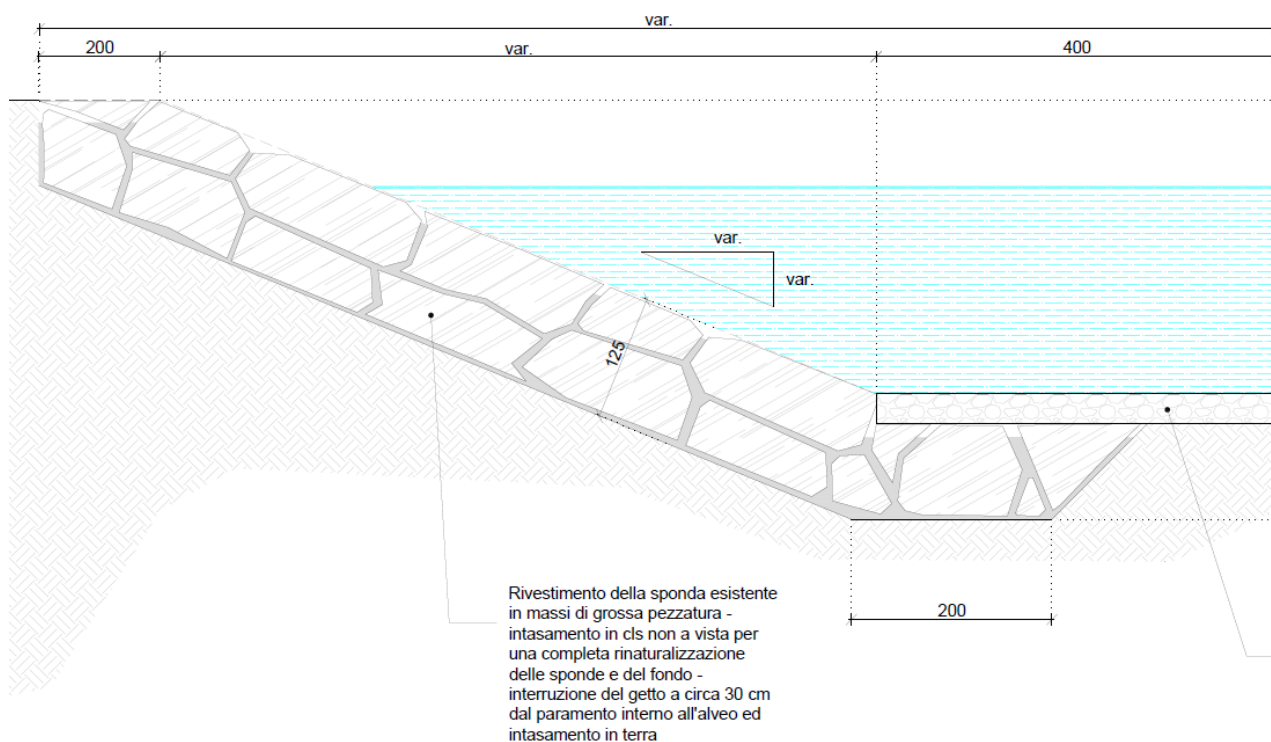 var.
200
var.
400
var.
var.
125
200
Rivestimento della sponda esistente
in massi di grossa pezzatura -
intasamento in cls non a vista per
una completa rinaturalizzazione
delle sponde e del fondo -
interruzione del getto a circa 30 cm
dal paramento interno all'alveo ed
intasamento in terra